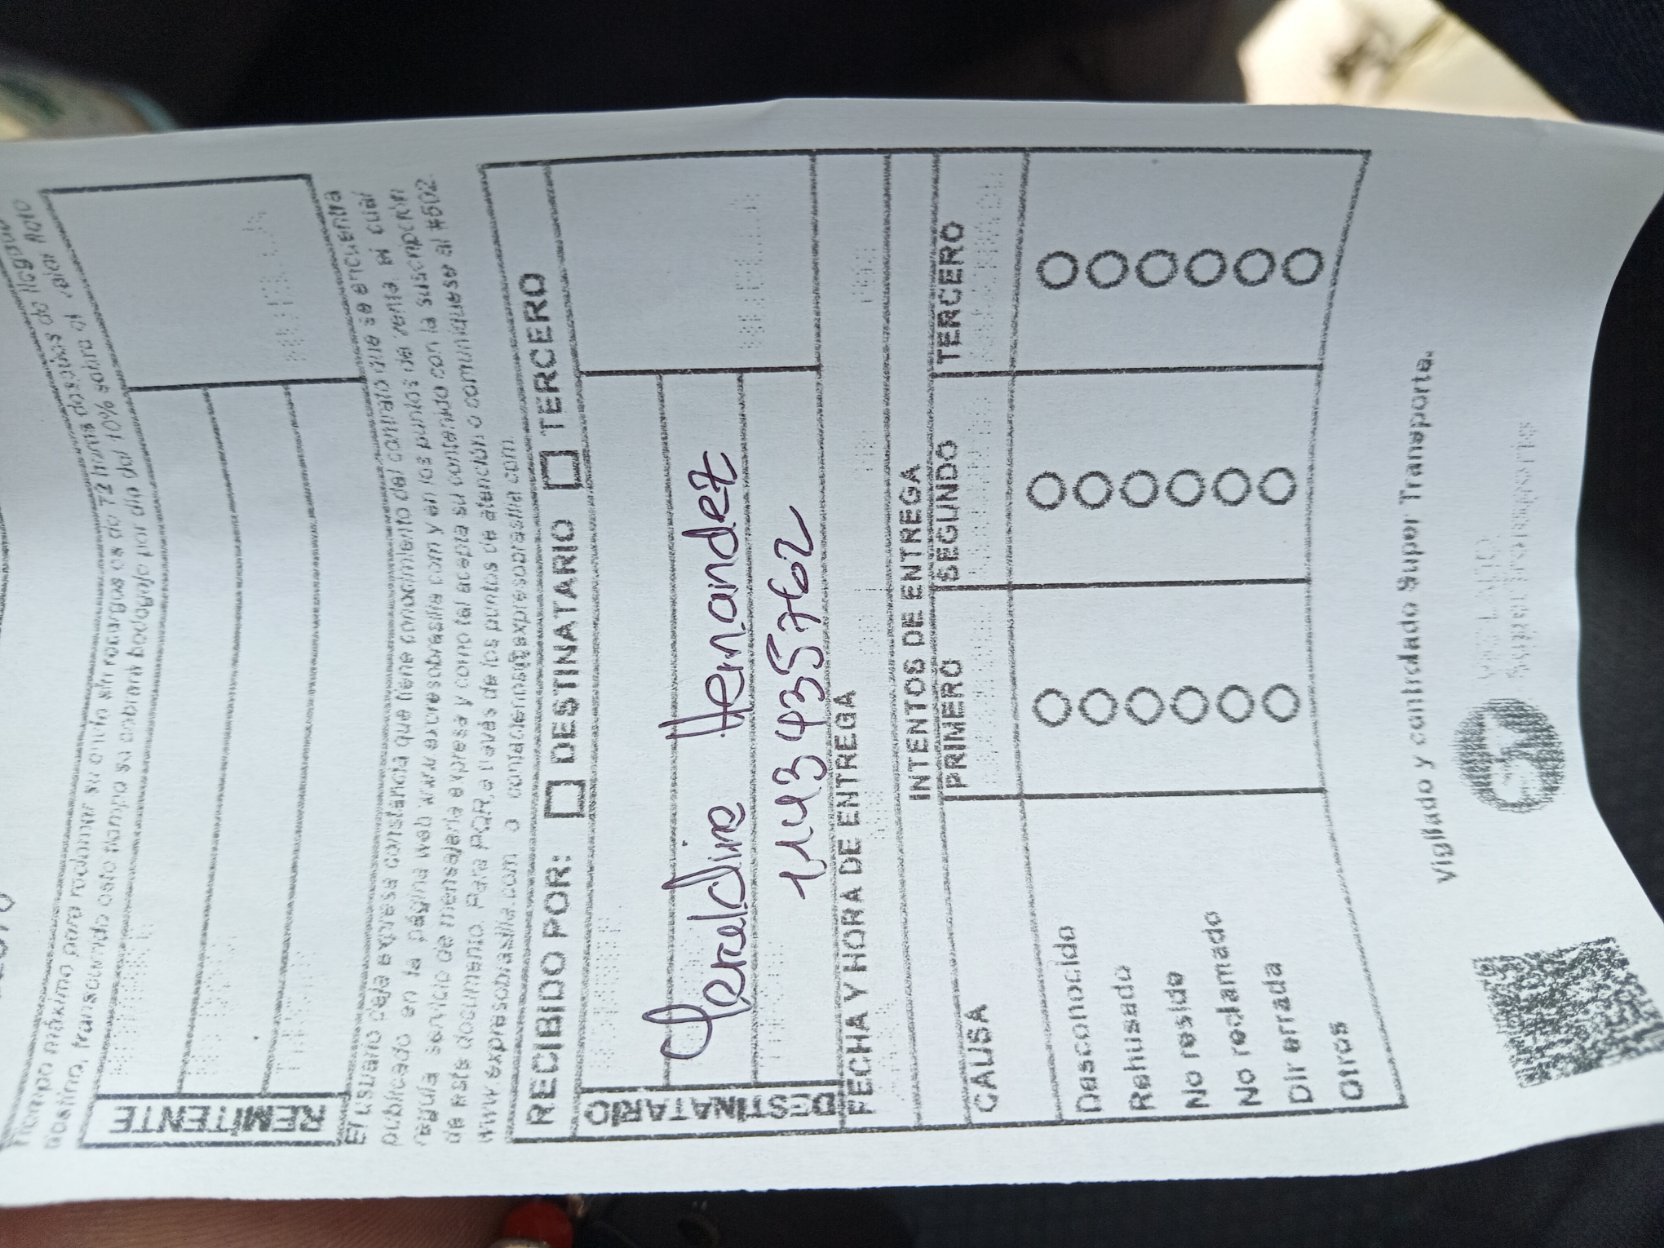 tiempo máximo para reclamar su envío sin recargos es de 72 horas después de llegar
destino, transcurrido este tiempo se cobrará bodegaje por día del 10% sobre el valor flete
REMITENTE
El usuario deja expresa constancia que tiene conocimiento del contrato que se encuentra
publicado en la página web www.expresobrasilia.com y en los puntos de venta el cual
regula servicio de mensajería expresa y como tal acepta su contenido con la suscripción
de este documento. Para PQR a través de los puntos de atención o comuníquese al #502
www.expresobrasilia.com o contactenos@expresobrasilia.com
RECIBIDO POR: DESTINATARIO TERCERO
DESTINATARIO
Geraldine Hernandez
1143435762
FECHA Y HORA DE ENTREGA
INTENTOS DE ENTREGA
CAUSA PRIMERO SEGUNDO TERCERO
Desconocido
Rehusado
No reside
No reclamado
Dir errada
Otros
Vigilado y controlado Super Transporte.